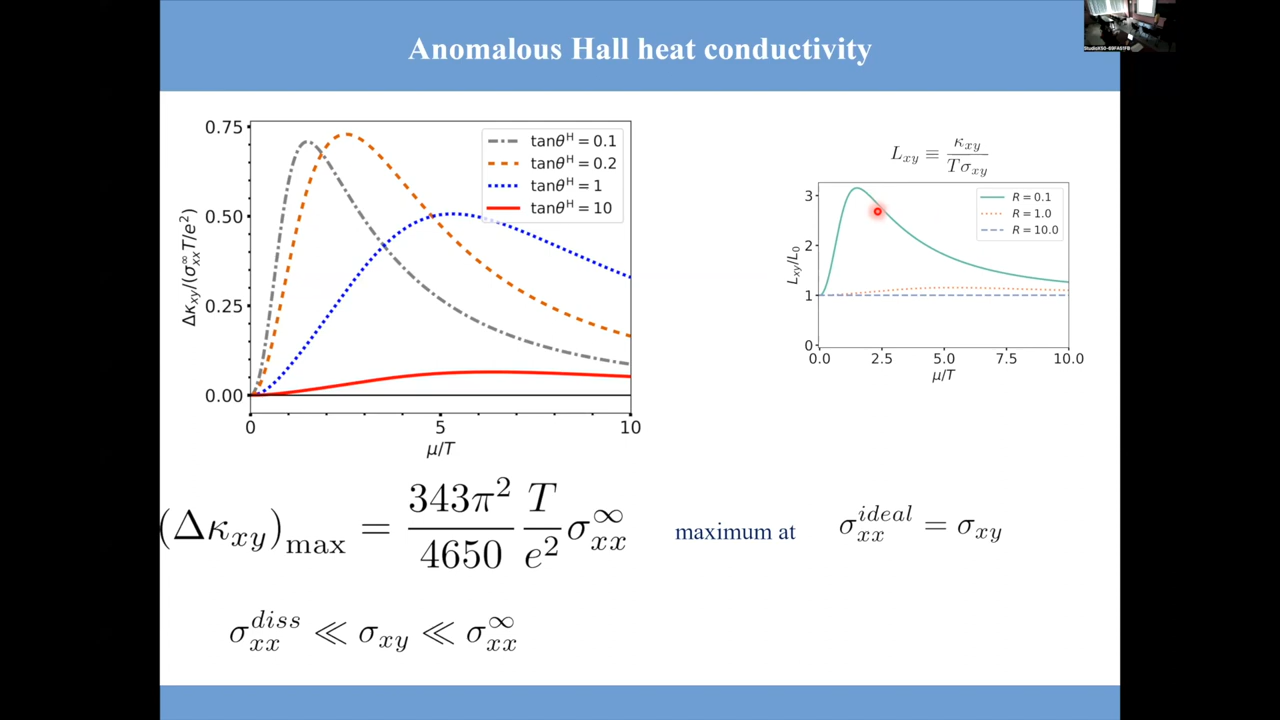 Anomalous Hall heat conductivity
Δκ_xy/(σ_xx^∞T/e²)
0.75
0.50
0.25
0.00
tanθ^H = 0.1
tanθ^H = 0.2
tanθ^H = 1
tanθ^H = 10
0 5 10
μ/T
L_xy ≡ κ_xy/(Tσ_xy)
L_xy/L_0
3
2
1
0
R = 0.1
R = 1.0
R = 10.0
0.0 2.5 5.0 7.5 10.0
μ/T
(Δκ_xy)_max = 343π²/4650 T/e² σ_xx^∞ maximum at σ_xx^ideal = σ_xy
σ_xx^diss ≪ σ_xy ≪ σ_xx^∞